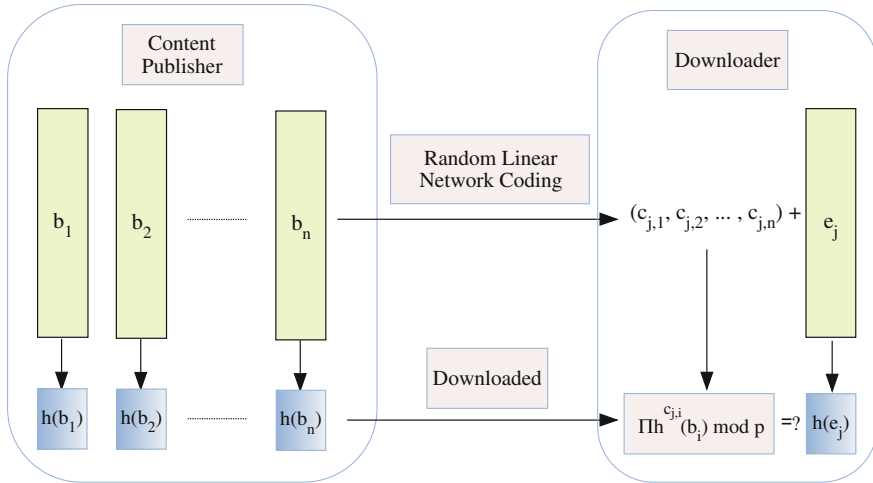 Content
Publisher
Downloader
Random Linear
Network Coding
b1
b2
bn
(cj,1, cj,2, ... , cj,n) +
ej
Downloaded
h(b1)
h(b2)
h(bn)
Πh^cj,i(bi) mod p
=?
h(ej)